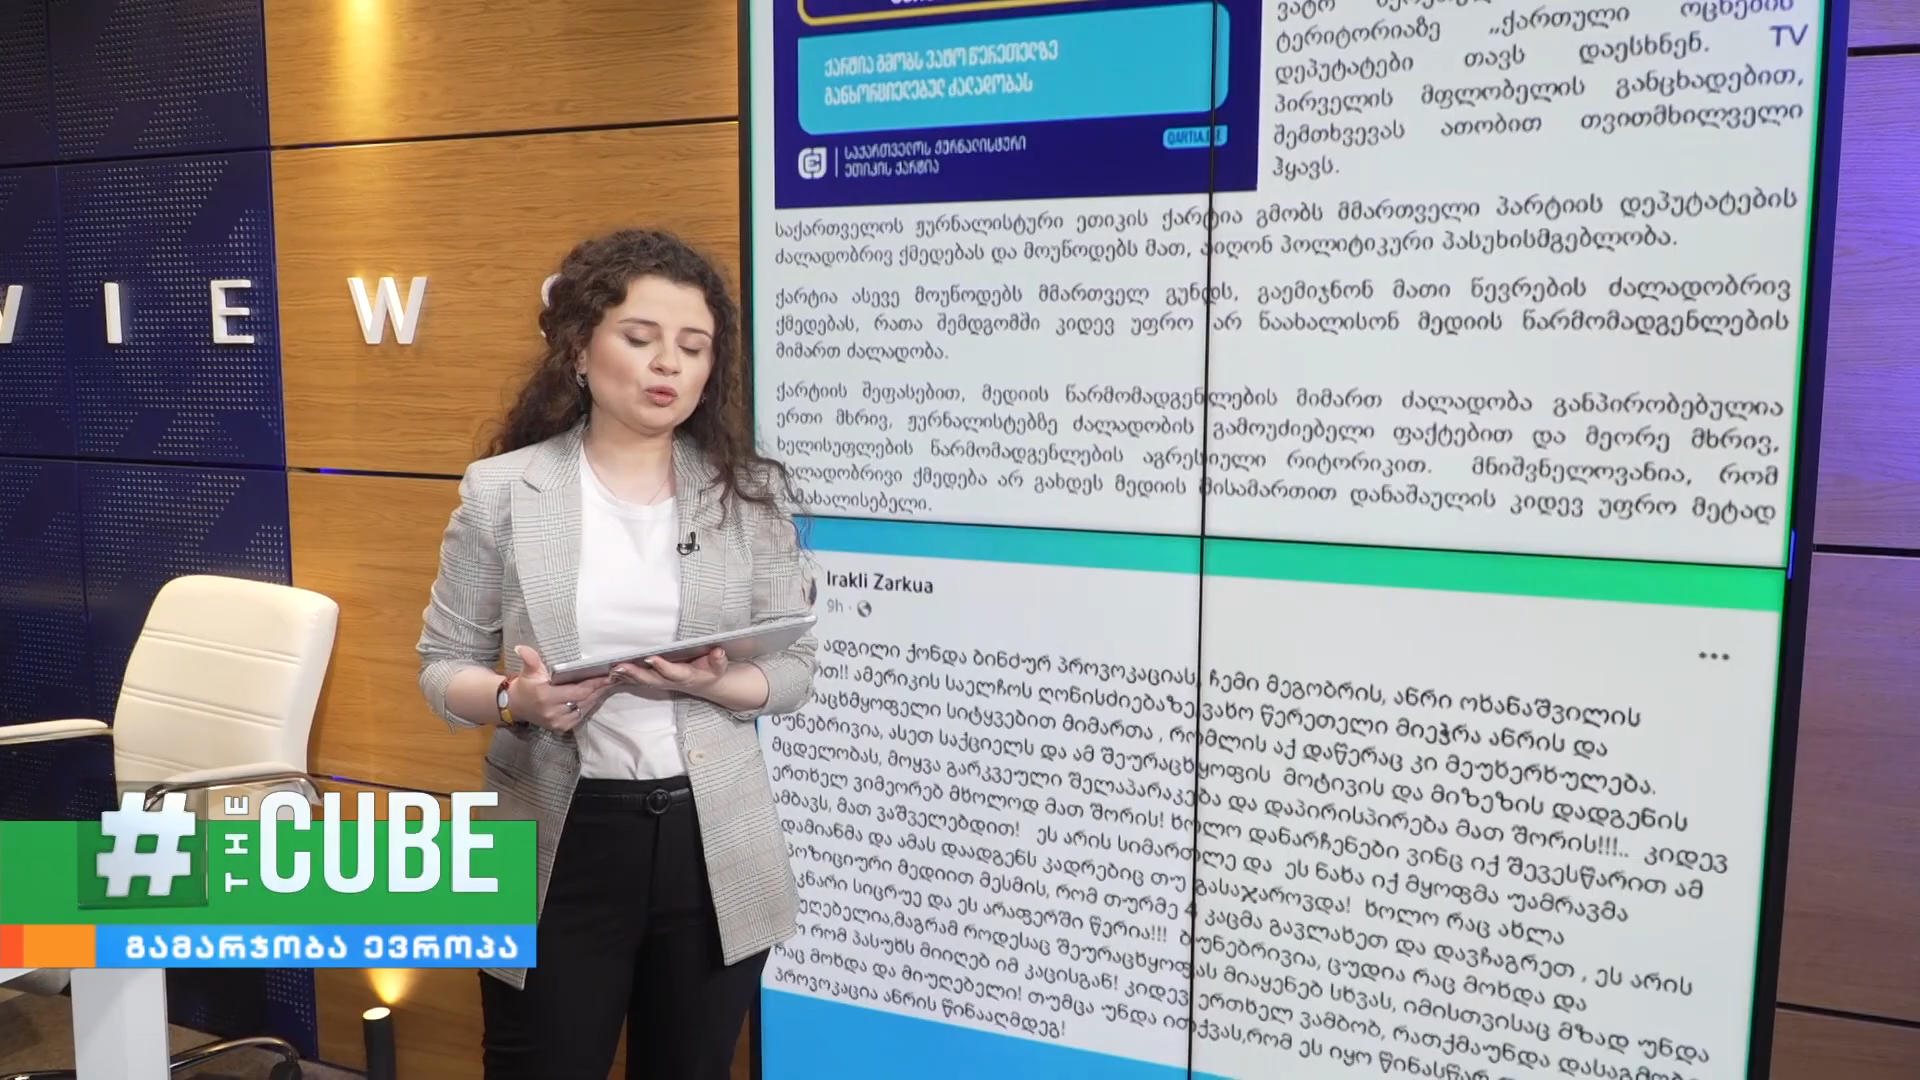 ტერიტორიაზე „ქართული ოცნების
დეპუტატები თავს დაესხნენ. TV
პირველის მფლობელის განცხადებით,
შემთხვევას ათობით თვითმხილველი
ჰყავს.
ქარტია გმობს ვატო წერეთელზე
განხორციელებულ ძალადობას
საქართველოს ჟურნალისტური
ეთიკის ქარტია
QARTIA.GE
საქართველოს ჟურნალისტური ეთიკის ქარტია გმობს მმართველი პარტიის დეპუტატების
ძალადობრივ ქმედებას და მოუწოდებს მათ, აიღონ პოლიტიკური პასუხისმგებლობა.
ქარტია ასევე მოუწოდებს მმართველ გუნდს, გაემიჯნონ მათი წევრების ძალადობრივ
ქმედებას, რათა შემდგომში კიდევ უფრო არ წაახალისონ მედიის წარმომადგენლების
მიმართ ძალადობა.
ქარტიის შეფასებით, მედიის წარმომადგენლების მიმართ ძალადობა განპირობებულია
ერთი მხრივ, ჟურნალისტებზე ძალადობის გამოუძიებელი ფაქტებით და მეორე მხრივ,
ხელისუფლების წარმომადგენლების აგრესიული რიტორიკით. მნიშვნელოვანია, რომ
ძალადობრივი ქმედება არ გახდეს მედიის მისამართით დანაშაულის კიდევ უფრო მეტად
წამახალისებელი.
VIEWS
Irakli Zarkua
9h
ადგილი ქონდა ბინძურ პროვოკაციას, ჩემი მეგობრის, ანრი ოხანაშვილის
ამერიკის საელჩოს ღონისძიებაზე ვახო წერეთელი მიეჭრა ანრის და
სიტყვებით მიმართა , რომლის აქ დაწერაც კი მეუხერხულება.
ბუნებრივია, ასეთ საქციელს და ამ შეურაცხყოფის მოტივის და მიზეზის დადგენის
მცდელობას, მოყვა გარკვეული შელაპარაკება და დაპირისპირება მათ შორის!!!.. კიდევ
ერთხელ ვიმეორებ მხოლოდ მათ შორის! ხოლო დანარჩენები ვინც იქ შევესწარით ამ
ამბავს, მათ ვაშველებდით! ეს არის სიმართლე და ეს ნახა იქ მყოფმა უამრავმა
ადამიანმა და ამას დაადგენს კადრებიც თუ გასაჯაროვდა! ხოლო რაც ახლა
ოპოზიციური მედიით მესმის, რომ თურმე 4 კაცმა გავლახეთ და დავჩაგრეთ , ეს არის
სიცრუე და ეს არაფერში წერია!!! ბუნებრივია, ცუდია რაც მოხდა და
მაგრამ როდესაც შეურაცხყოფას მიაყენებ სხვას, იმისთვისაც მზად უნდა
რომ პასუხს მიიღებ იმ კაცისგან! კიდევ ერთხელ ვამბობ, რათქმაუნდა
რაც მოხდა და მიუღებელი! თუმცა უნდა ითქვას,რომ ეს იყო წინასწარ
პროვოკაცია ანრის წინააღმდეგ!
#THE CUBE
გამარჯობა ევროპა